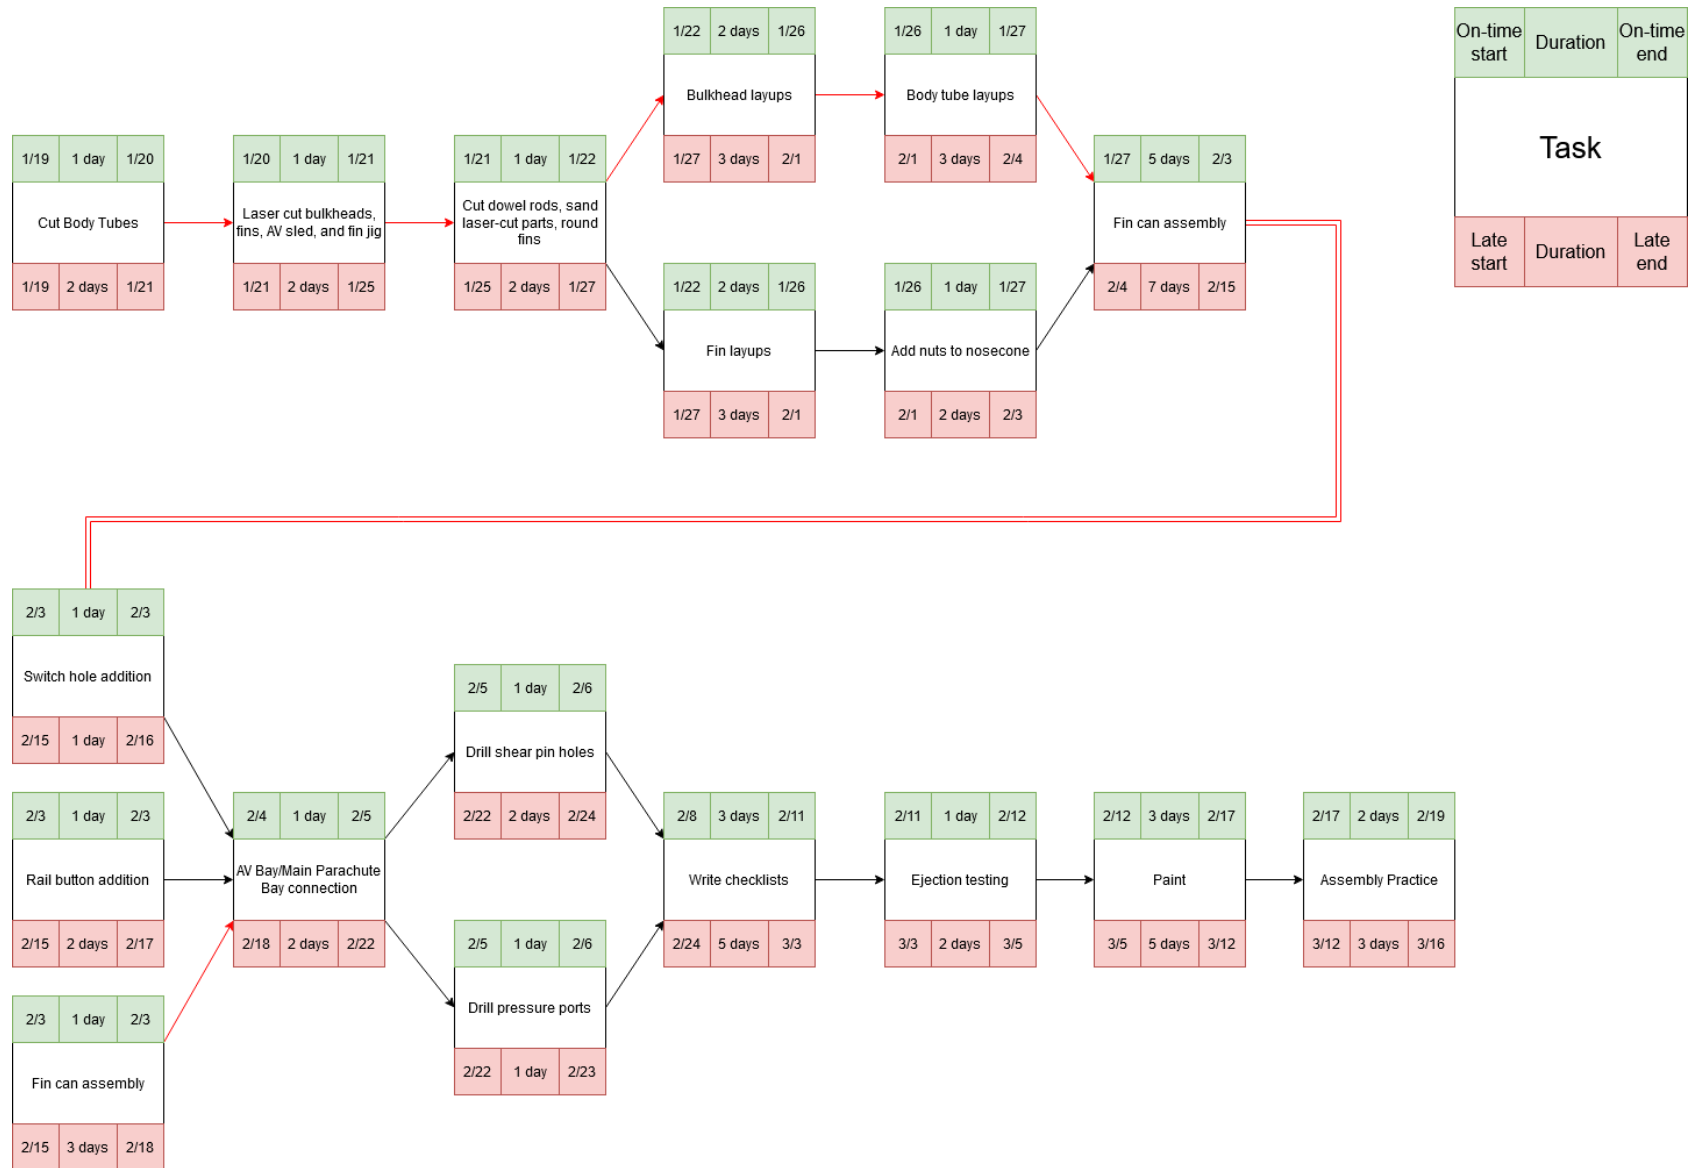 1/22 2 days 1/26
Bulkhead layups
1/27 3 days 2/1
1/26 1 day 1/27
Body tube layups
2/1 3 days 2/4
On-time
start
Duration
On-time
end
Task
Late
start
Duration
Late
end
1/19 1 day 1/20
Cut Body Tubes
1/19 2 days 1/21
1/20 1 day 1/21
Laser cut bulkheads,
fins, AV sled, and fin jig
1/21 2 days 1/25
1/21 1 day 1/22
Cut dowel rods, sand
laser-cut parts, round
fins
1/25 2 days 1/27
1/27 5 days 2/3
Fin can assembly
2/4 7 days 2/15
1/22 2 days 1/26
Fin layups
1/27 3 days 2/1
1/26 1 day 1/27
Add nuts to nosecone
2/1 2 days 2/3
2/3 1 day 2/3
Switch hole addition
2/15 1 day 2/16
2/3 1 day 2/3
Rail button addition
2/15 2 days 2/17
2/3 1 day 2/3
Fin can assembly
2/15 3 days 2/18
2/4 1 day 2/5
AV Bay/Main Parachute
Bay connection
2/18 2 days 2/22
2/5 1 day 2/6
Drill shear pin holes
2/22 2 days 2/24
2/5 1 day 2/6
Drill pressure ports
2/22 1 day 2/23
2/8 3 days 2/11
Write checklists
2/24 5 days 3/3
2/11 1 day 2/12
Ejection testing
3/3 2 days 3/5
2/12 3 days 2/17
Paint
3/5 5 days 3/12
2/17 2 days 2/19
Assembly Practice
3/12 3 days 3/16